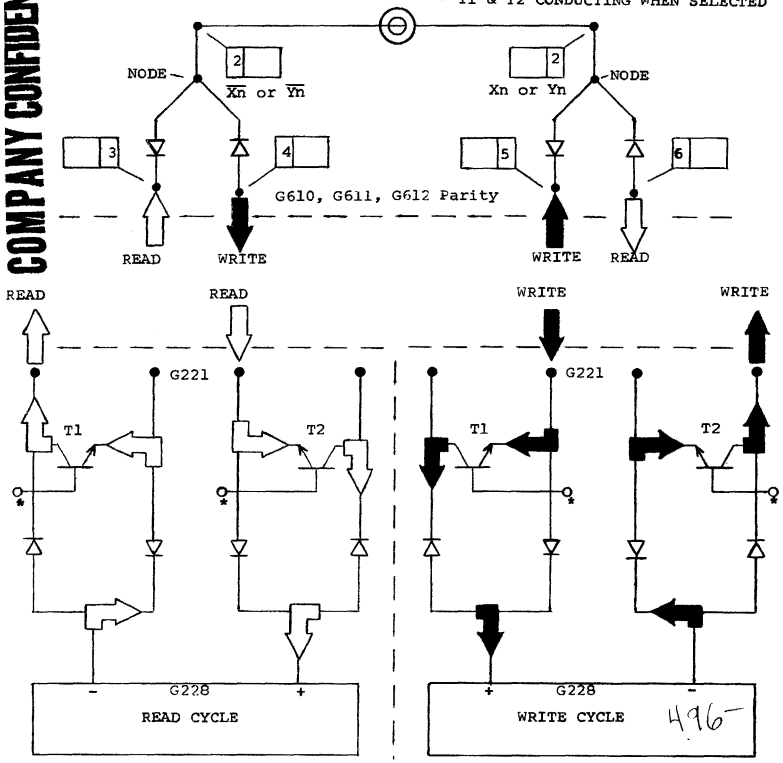 COMPANY CONFIDEN
T1 & T2 CONDUCTING WHEN SELECTED
2
2
NODE
NODE
Xn or Yn
Xn or Yn
3
4
5
6
G610, G611, G612 Parity
READ
WRITE
WRITE
READ
READ
READ
WRITE
WRITE
G221
G221
T1
T2
T1
T2
*
*
*
*
- G228 +
+ G228 -
READ CYCLE
WRITE CYCLE
496-